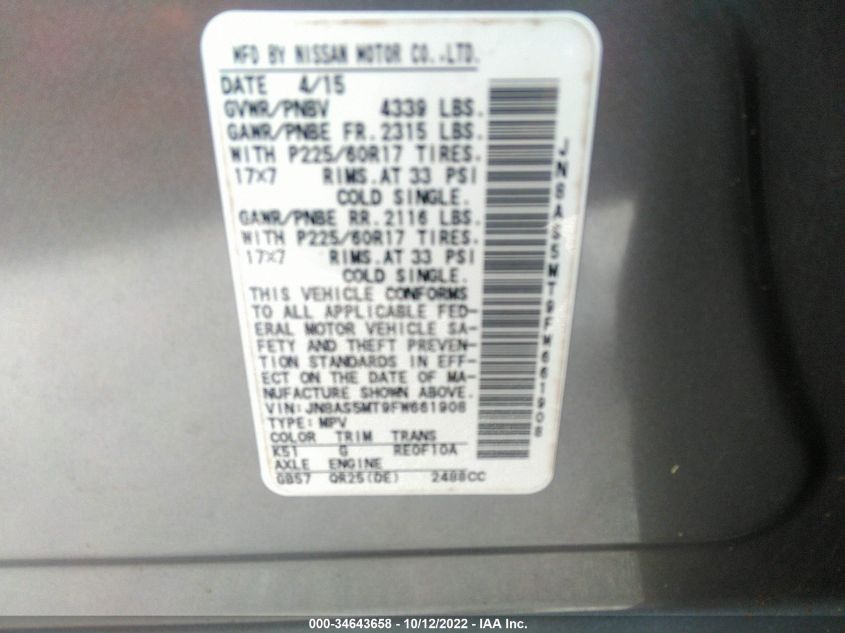 MFD BY NISSAN MOTOR CO.,LTD.
DATE 4/15
GVWR/PNBV 4339 LBS.
GAWR/PNBE FR. 2315 LBS.
WITH P225/60R17 TIRES.
17×7 RIMS.AT 33 PSI
COLD SINGLE.
GAWR/PNBE RR. 2116 LBS.
WITH P225/60R17 TIRES.
17×7 RIMS.AT 33 PSI
COLD SINGLE.
THIS VEHICLE CONFORMS
TO ALL APPLICABLE FED-
ERAL MOTOR VEHICLE SA-
FETY AND THEFT PREVEN-
TION STANDARDS IN EFF-
ECT ON THE DATE OF MA-
NUFACTURE SHOWN ABOVE.
VIN: JN8AS5MT9FW661908
TYPE: MPV
COLOR TRIM TRANS
K51 G RE0F10A
AXLE ENGINE
GB57 QR25(DE) 2488CC
JN8AS5MT9FW661908
000-34643658 - 10/12/2022 - IAA Inc.